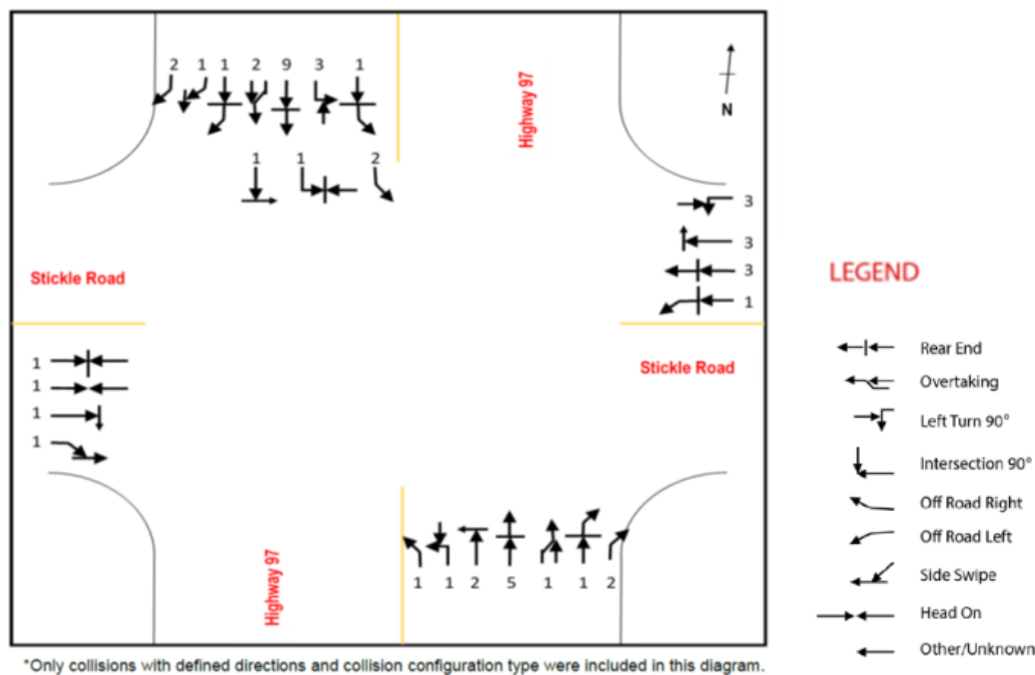 2 1 1 2 9 3 1
Highway 97
N
1 1 2
3
3
3
1
Stickle Road
LEGEND
Rear End
1
Stickle Road
1
Overtaking
1
Left Turn 90°
1
Intersection 90°
Off Road Right
Off Road Left
Highway 97
1 1 2 5 1 1 2
Side Swipe
Head On
Other/Unknown
*Only collisions with defined directions and collision configuration type were included in this diagram.